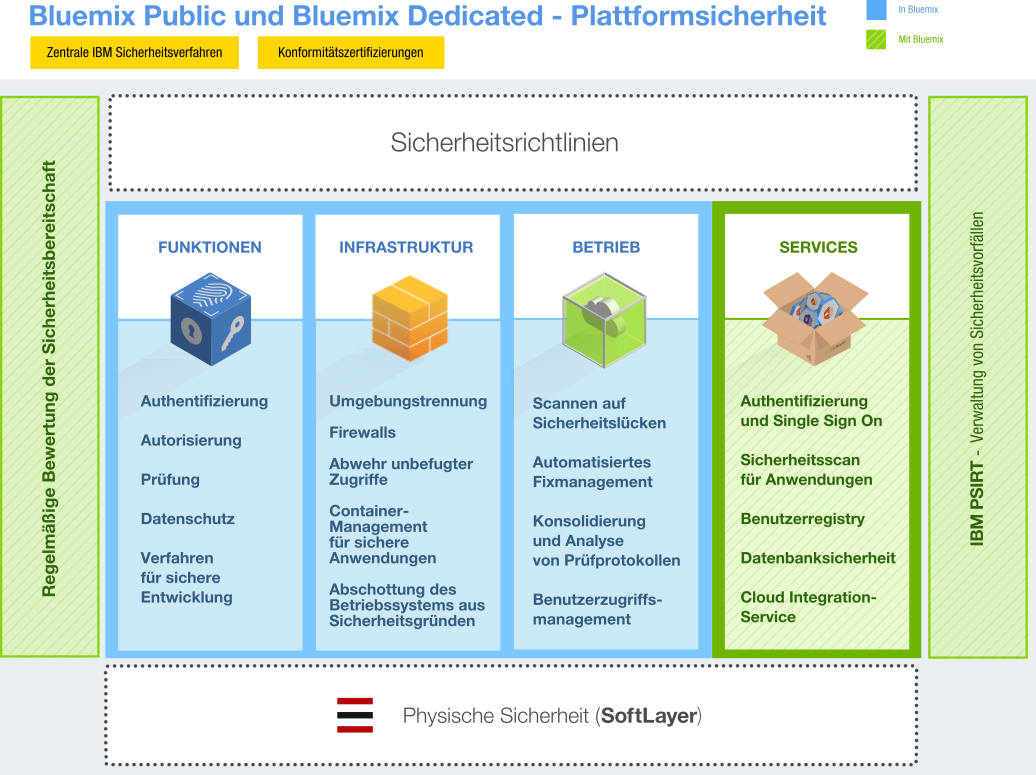 Bluemix Public und Bluemix Dedicated - Plattformsicherheit
In Bluemix
Mit Bluemix
Zentrale IBM Sicherheitsverfahren
Konformitätszertifizierungen
Regelmäßige Bewertung der Sicherheitsbereitschaft
Sicherheitsrichtlinien
FUNKTIONEN
Authentifizierung
Autorisierung
Prüfung
Datenschutz
Verfahren
für sichere
Entwicklung
INFRASTRUKTUR
Umgebungstrennung
Firewalls
Abwehr unbefugter
Zugriffe
Container-
Management
für sichere
Anwendungen
Abschottung des
Betriebssystems aus
Sicherheitsgründen
BETRIEB
Scannen auf
Sicherheitslücken
Automatisiertes
Fixmanagement
Konsolidierung
und Analyse
von Prüfprotokollen
Benutzerzugriffs-
management
SERVICES
Authentifizierung
und Single Sign On
Sicherheitsscan
für Anwendungen
Benutzerregistry
Datenbanksicherheit
Cloud Integration-
Service
IBM PSIRT - Verwaltung von Sicherheitsvorfällen
Physische Sicherheit (SoftLayer)